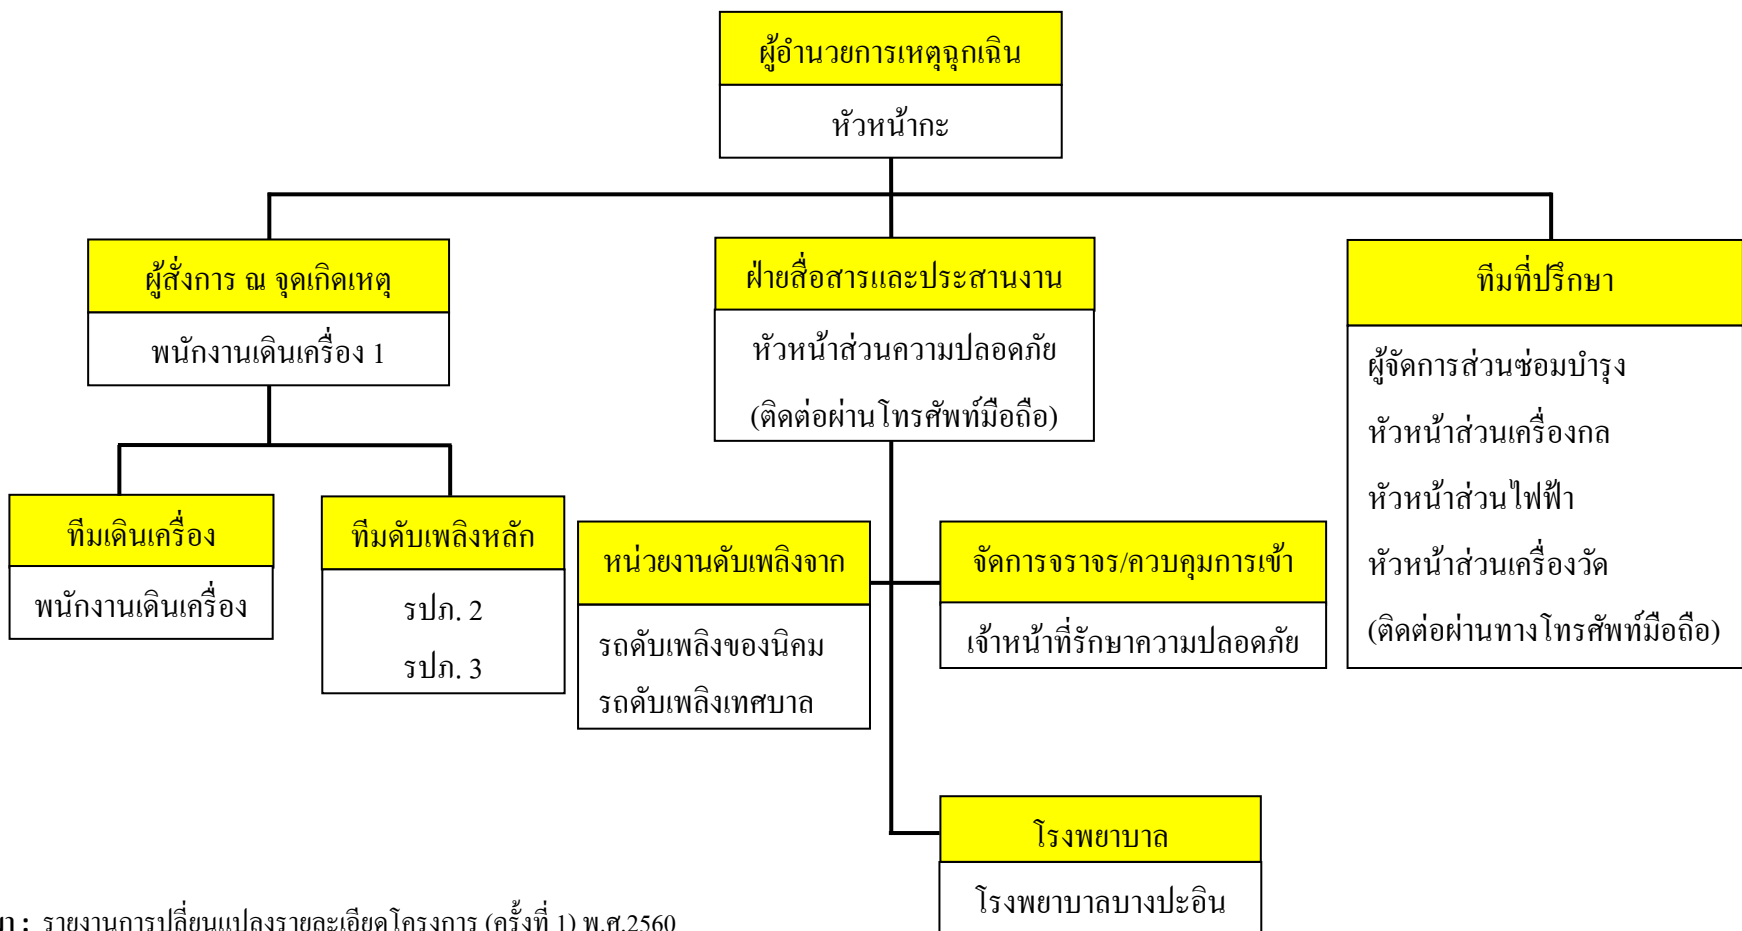 ผู้อำนวยการเหตุฉุกเฉิน
หัวหน้ากะ
ผู้สั่งการ ณ จุดเกิดเหตุ
พนักงานเดินเครื่อง 1
ฝ่ายสื่อสารและประสานงาน
หัวหน้าส่วนความปลอดภัย
(ติดต่อผ่านโทรศัพท์มือถือ)
ทีมที่ปรึกษา
ผู้จัดการส่วนซ่อมบำรุง
หัวหน้าส่วนเครื่องกล
หัวหน้าส่วนไฟฟ้า
หัวหน้าส่วนเครื่องวัด
(ติดต่อผ่านทางโทรศัพท์มือถือ)
ทีมเดินเครื่อง
พนักงานเดินเครื่อง
ทีมดับเพลิงหลัก
รปภ. 2
รปภ. 3
หน่วยงานดับเพลิงจาก
รถดับเพลิงของนิคม
รถดับเพลิงเทศบาล
จัดการจราจร/ควบคุมการเข้า
เจ้าหน้าที่รักษาความปลอดภัย
โรงพยาบาล
โรงพยาบาลบางปะอิน
: รายงานการเปลี่ยนแปลงรายละเอียดโครงการ (ครั้งที่ 1) พ.ศ.2560